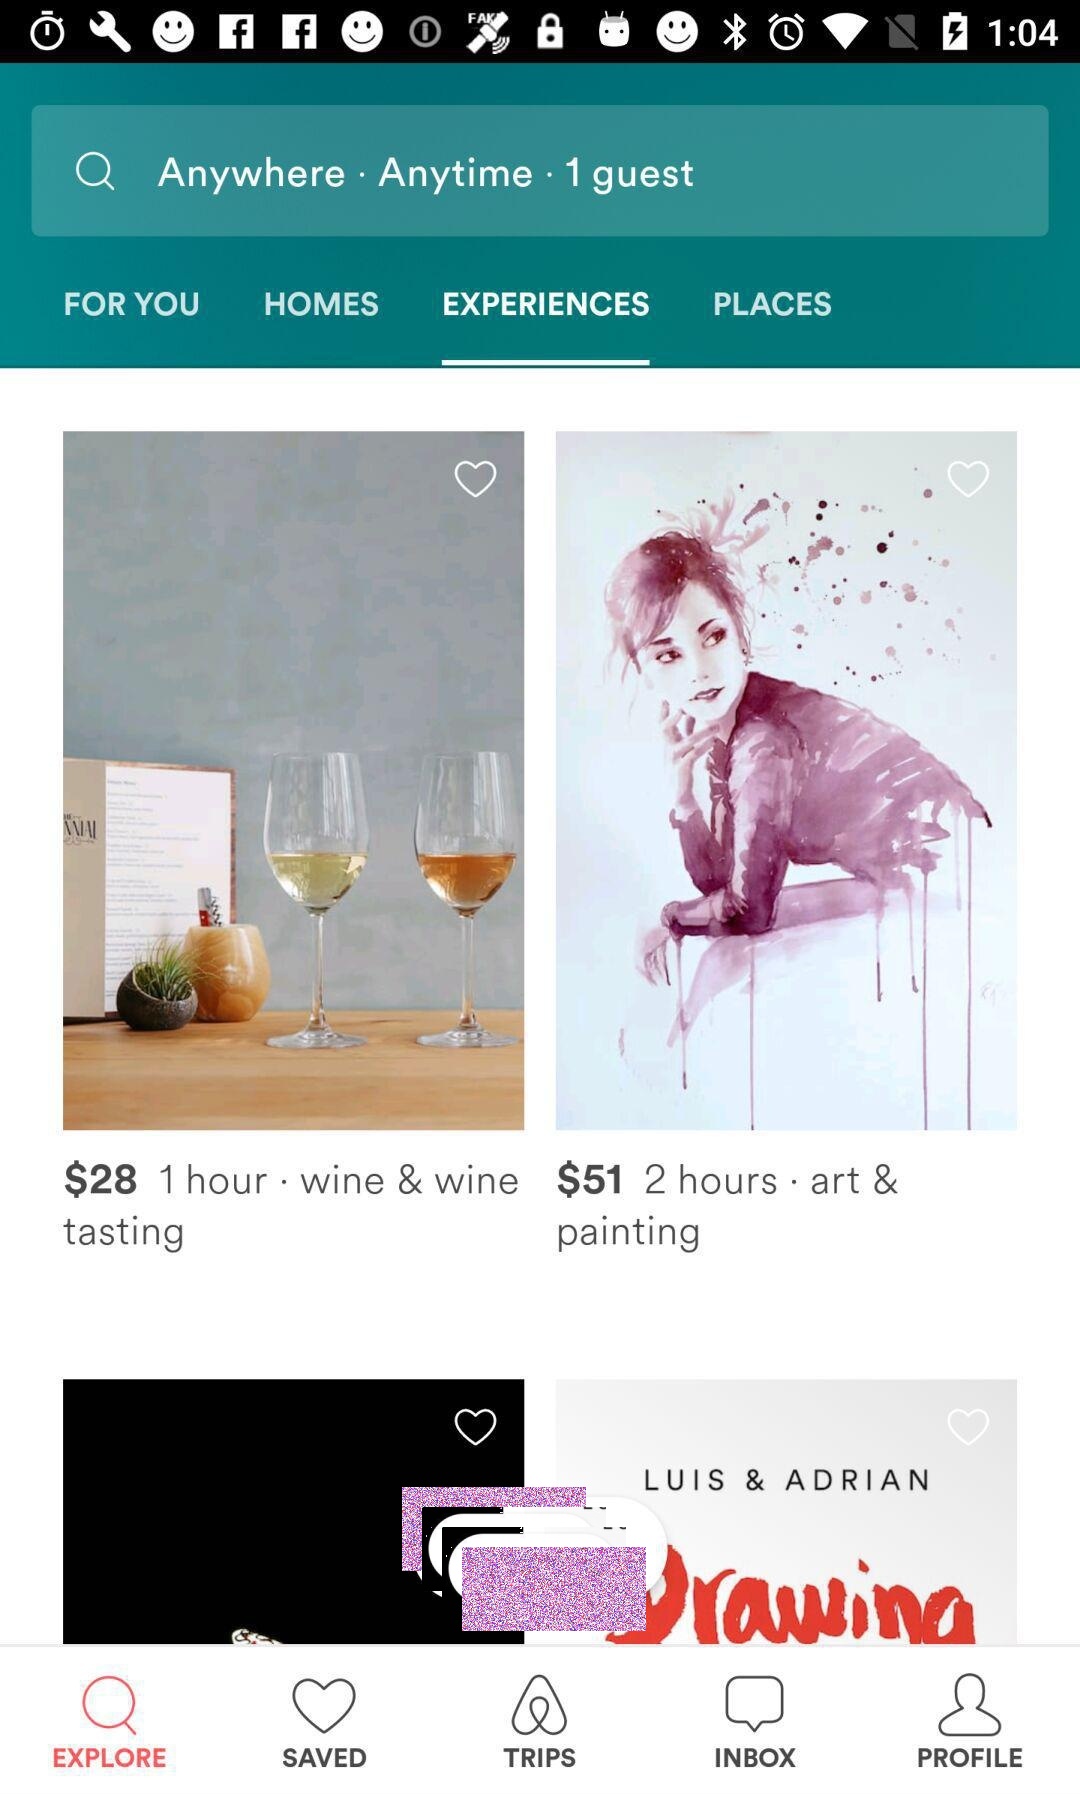 1:04
Anywhere · Anytime · 1 guest
FOR YOU HOMES EXPERIENCES PLACES
$28 1 hour · wine & wine
tasting
$51 2 hours · art &
painting
LUIS & ADRIAN
Drawing
EXPLORE SAVED TRIPS INBOX PROFILE